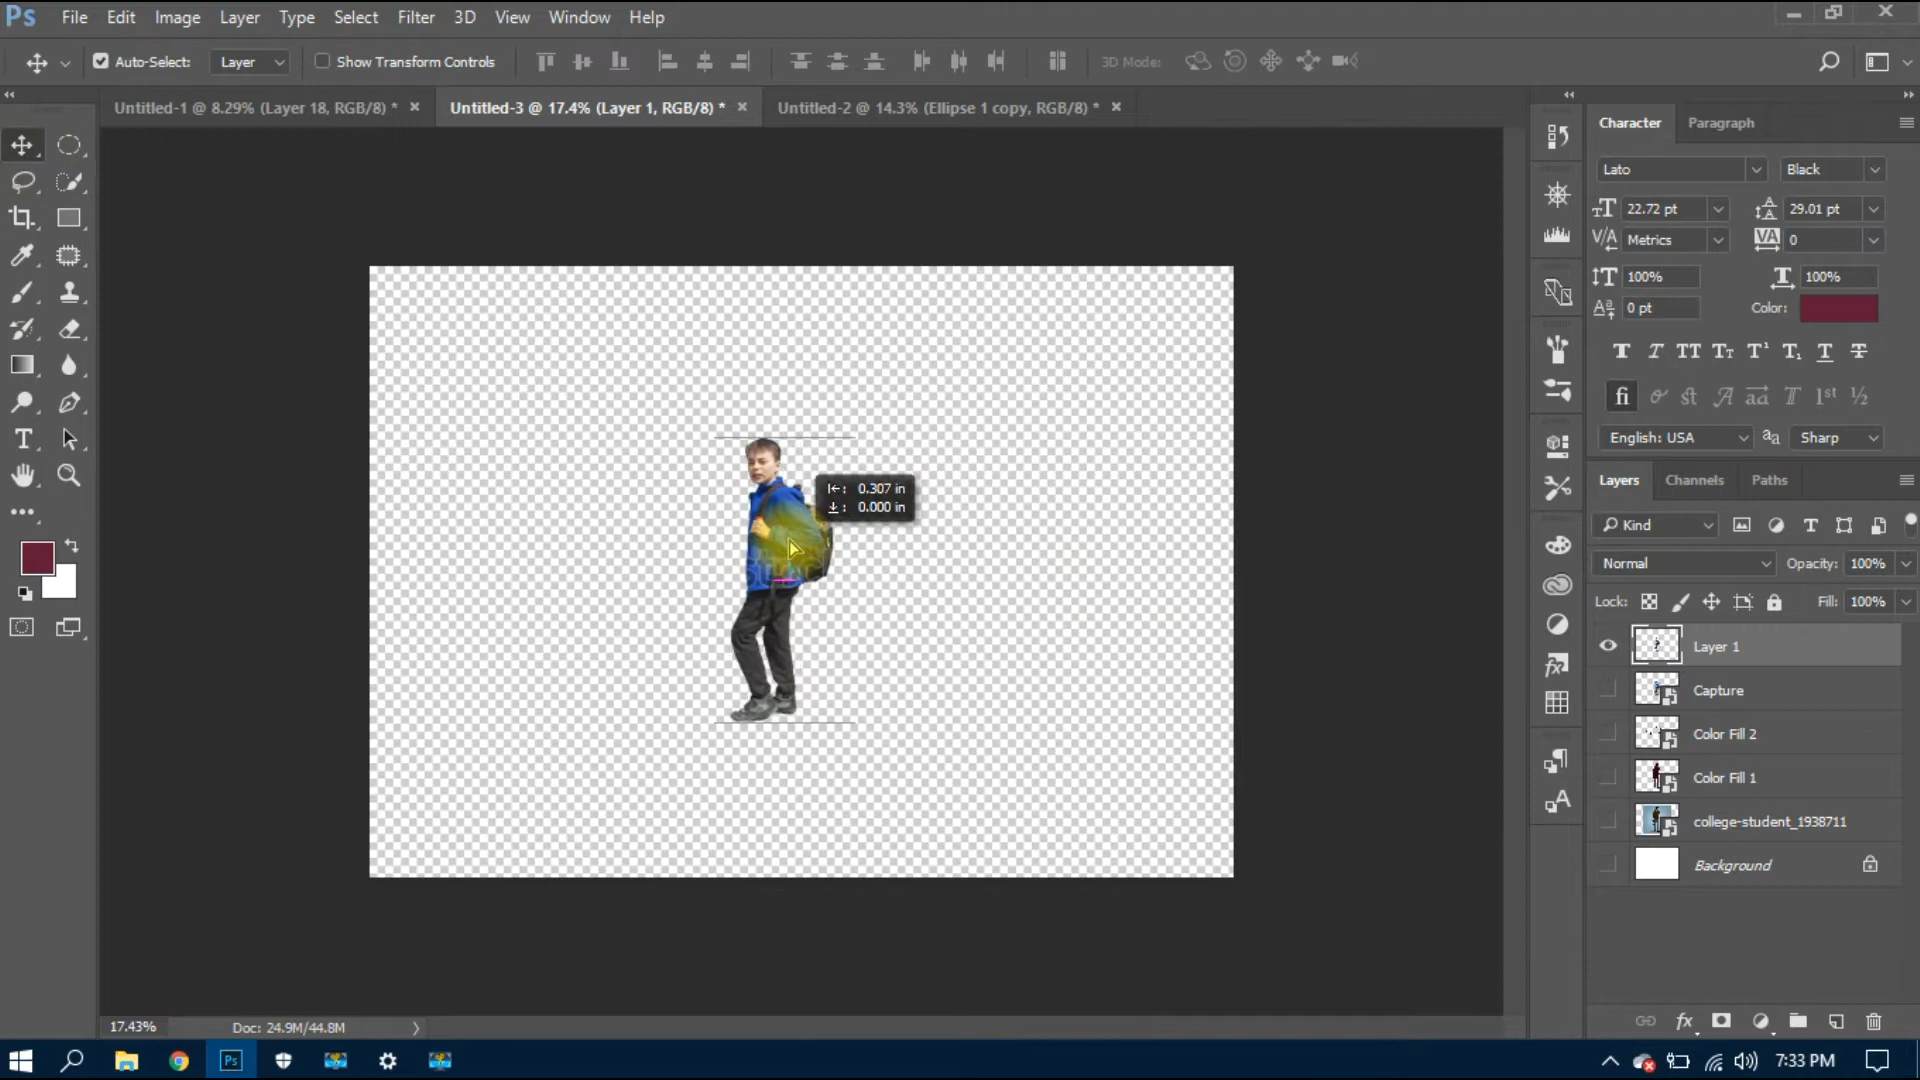 Ps File Edit Image Layer Type Select Filter 3D View Window Help
Auto-Select: Layer Show Transform Controls 3D Mode:
Untitled-1 @ 8.29% (Layer 18, RGB/8) * Untitled-3 @ 17.4% (Layer 1, RGB/8) * Untitled-2 @ 14.3% (Ellipse 1 copy, RGB/8) *
Character Paragraph
Lato Black
22.72 pt 29.01 pt
Metrics 0
100% 100%
0 pt Color:
English: USA Sharp
Layers Channels Paths
Kind
Normal Opacity: 100%
Lock: Fill: 100%
Layer 1
Capture
Color Fill 2
Color Fill 1
college-student_1938711
Background
0.307 in
0.000 in
17.43% Doc: 24.9M/44.8M
Ps 7:33 PM